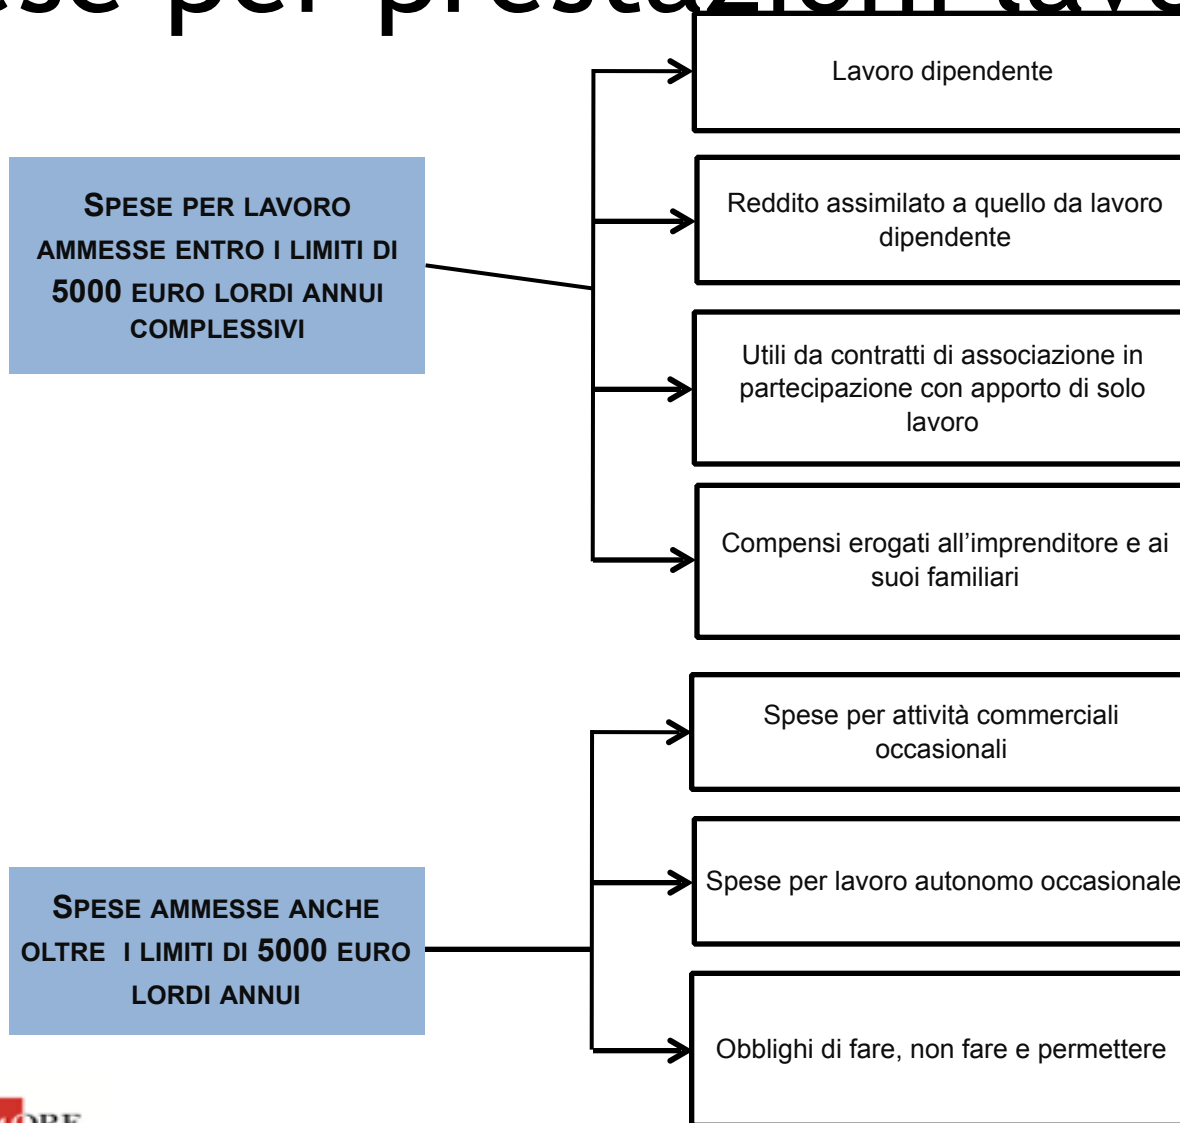 per prestazioni
Lavoro dipendente
SPESE PER LAVORO
AMMESSE ENTRO I LIMITI DI
5000 EURO LORDI ANNUI
COMPLESSIVI
Reddito assimilato a quello da lavoro
dipendente
Utili da contratti di associazione in
partecipazione con apporto di solo
lavoro
Compensi erogati all’imprenditore e ai
suoi familiari
Spese per attività commerciali
occasionali
SPESE AMMESSE ANCHE
OLTRE I LIMITI DI 5000 EURO
LORDI ANNUI
Spese per lavoro autonomo occasionale
Obblighi di fare, non fare e permettere